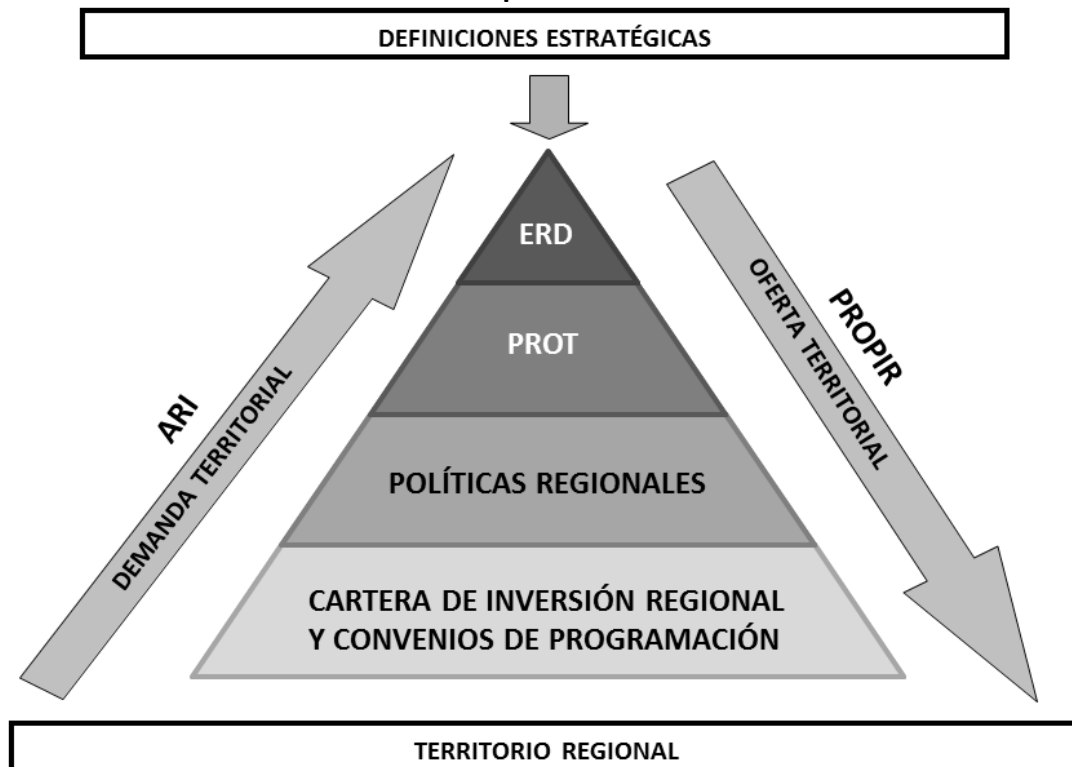 DEFINICIONES ESTRATÉGICAS
ERD
PROT
POLÍTICAS REGIONALES
CARTERA DE INVERSIÓN REGIONAL
Y CONVENIOS DE PROGRAMACIÓN
ARI
DEMANDA TERRITORIAL
PROPIR
OFERTA TERRITORIAL
TERRITORIO REGIONAL